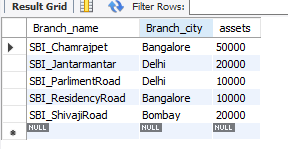 Result Grid Filter Rows:
Branch_name Branch_city assets
SBI_Chamrajpet Bangalore 50000
SBI_Jantarmantar Delhi 20000
SBI_ParlimentRoad Delhi 10000
SBI_ResidencyRoad Bangalore 10000
SBI_ShivajiRoad Bombay 20000
NULL NULL NULL